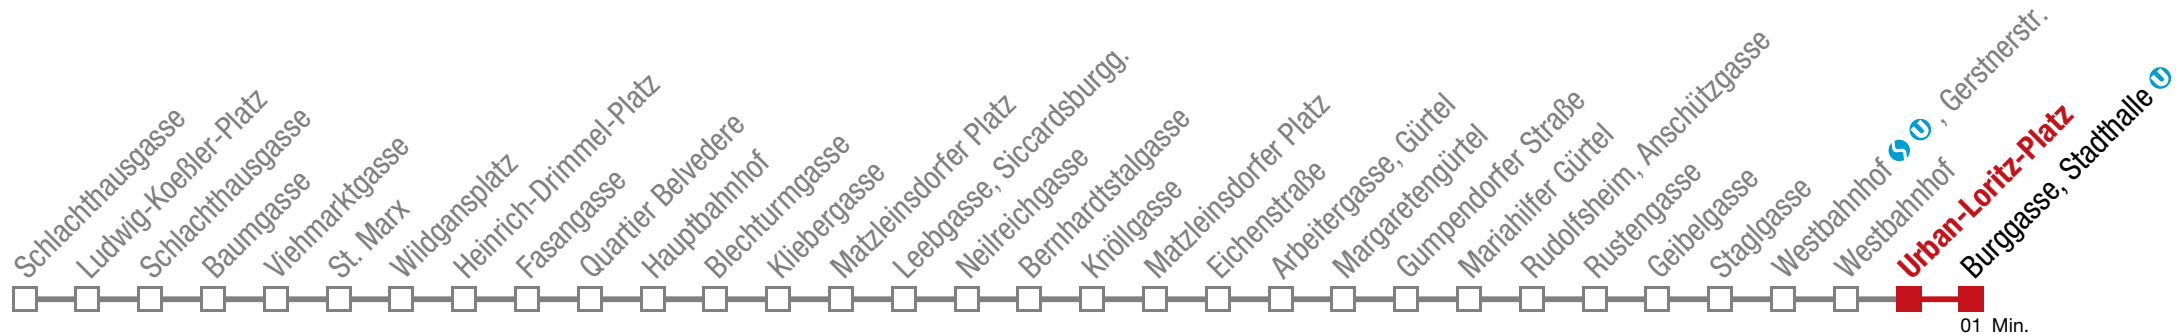 Schlachthausgasse
Ludwig-Koeßler-Platz
Schlachthausgasse
Baumgasse
Viehmarktgasse
St. Marx
Wildgansplatz
Heinrich-Drimmel-Platz
Fasangasse
Quartier Belvedere
Hauptbahnhof
Blechturmgasse
Kliebergasse
Matzleinsdorfer Platz
Leebgasse, Siccardsburgg.
Neilreichgasse
Bernhardtstalgasse
Knöllgasse
Matzleinsdorfer Platz
Eichenstraße
Arbeitergasse, Gürtel
Margaretengürtel
Gumpendorfer Straße
Mariahilfer Gürtel
Rudolfsheim, Anschützgasse
Rustengasse
Geibelgasse
Staglgasse
Westbahnhof S U , Gerstnerstr.
Westbahnhof
Urban-Loritz-Platz
Burggasse, Stadthalle U
01 Min.